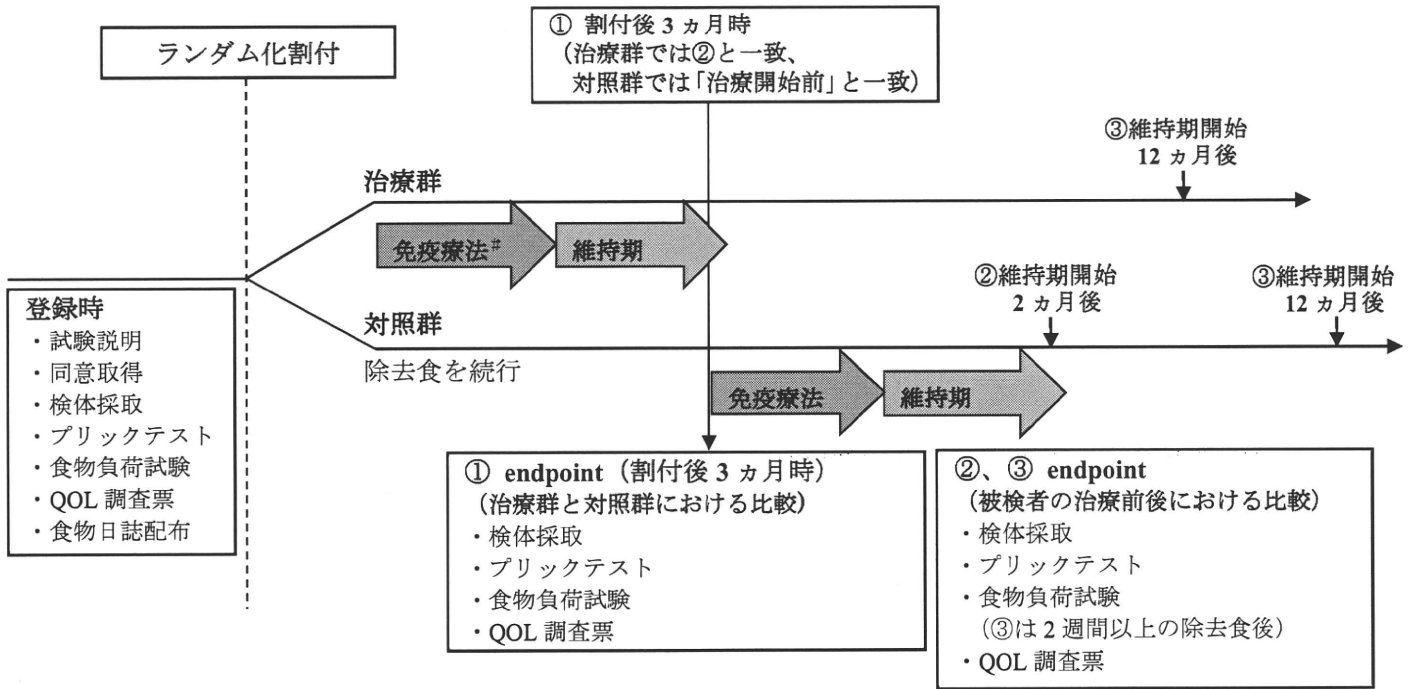 ランダム化割付
① 割付後 3 ヵ月時
(治療群では②と一致、
対照群では「治療開始前」と一致)
③維持期開始
12 ヵ月後
治療群
免疫療法#
維持期
②維持期開始
2 ヵ月後
③維持期開始
12 ヵ月後
登録時
・試験説明
・同意取得
・検体採取
・プリックテスト
・食物負荷試験
・QOL 調査票
・食物日誌配布
対照群
除去食を続行
免疫療法
維持期
① endpoint(割付後 3 ヵ月時)
(治療群と対照群における比較)
・検体採取
・プリックテスト
・食物負荷試験
・QOL 調査票
②、③ endpoint
(被検者の治療前後における比較)
・検体採取
・プリックテスト
・食物負荷試験
(③は 2 週間以上の除去食後)
・QOL 調査票